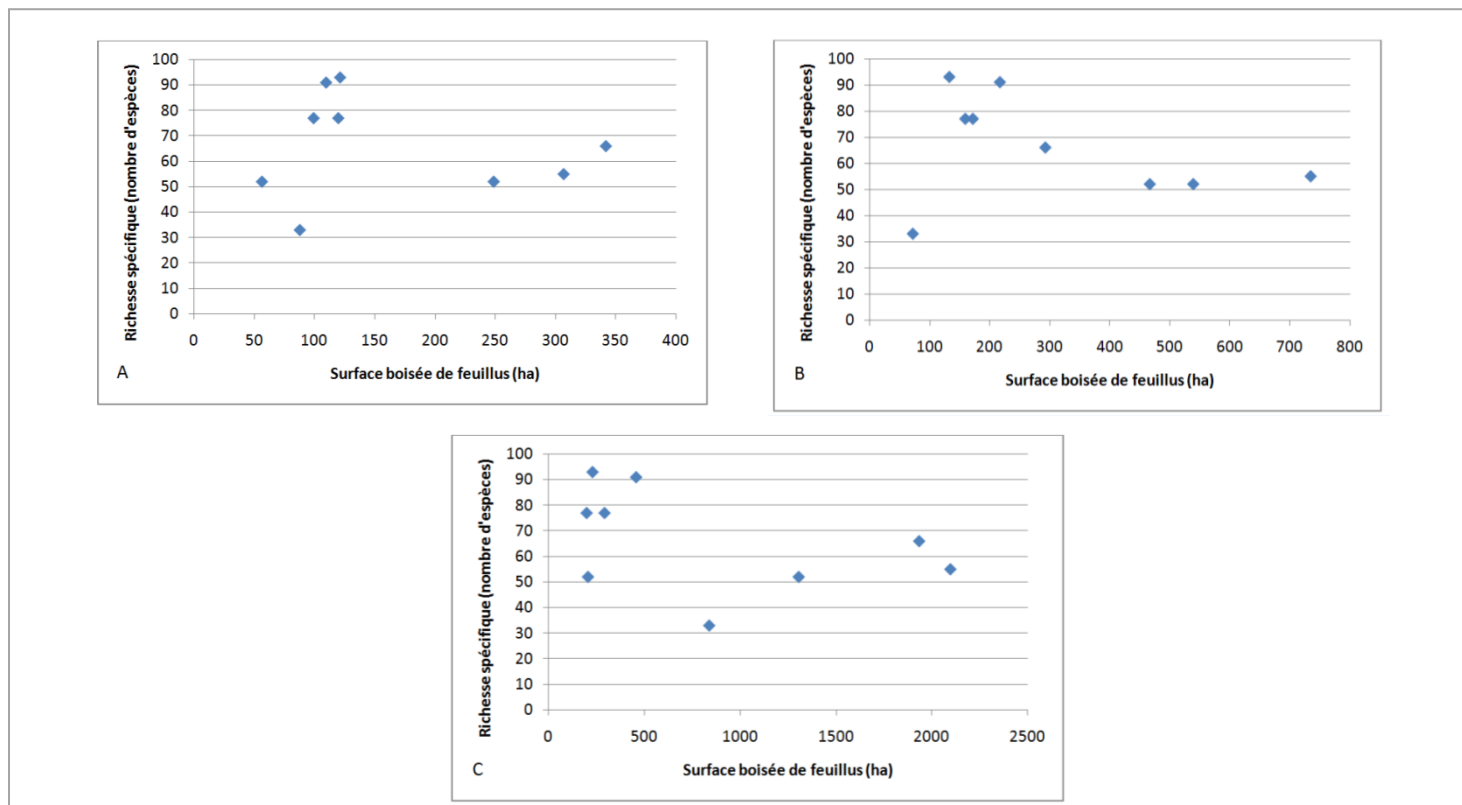 Richesse spécifique (nombre d'espèces)
100
90
80
70
60
50
40
30
20
10
0
0 50 100 150 200 250 300 350 400
Surface boisée de feuillus (ha)
A
Richesse spécifique (nombre d'espèces)
100
90
80
70
60
50
40
30
20
10
0
0 100 200 300 400 500 600 700 800
Surface boisée de feuillus (ha)
B
Richesse spécifique (nombre d'espèces)
100
90
80
70
60
50
40
30
20
10
0
0 500 1000 1500 2000 2500
Surface boisée de feuillus (ha)
C